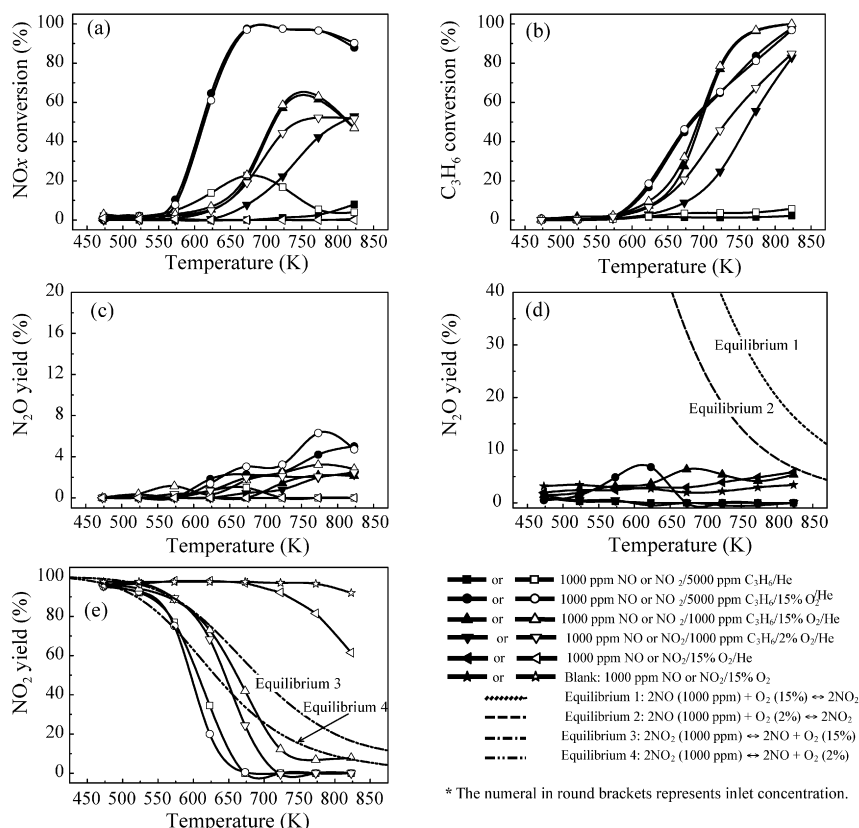 (a)
NOx conversion (%)
100
80
60
40
20
0
450 500 550 600 650 700 750 800 850
Temperature (K)
(b)
C3H6 conversion (%)
100
80
60
40
20
0
450 500 550 600 650 700 750 800 850
Temperature (K)
(c)
N2O yield (%)
20
16
12
8
4
0
450 500 550 600 650 700 750 800 850
Temperature (K)
(d)
N2O yield (%)
40
30
20
10
0
Equilibrium 1
Equilibrium 2
450 500 550 600 650 700 750 800 850
Temperature (K)
(e)
NO2 yield (%)
100
80
60
40
20
0
Equilibrium 3
Equilibrium 4
450 500 550 600 650 700 750 800 850
Temperature (K)
or 1000 ppm NO or NO2/5000 ppm C3H6/He
or 1000 ppm NO or NO2/5000 ppm C3H6/15% O2/He
or 1000 ppm NO or NO2/1000 ppm C3H6/15% O2/He
or 1000 ppm NO or NO2/1000 ppm C3H6/2% O2/He
or 1000 ppm NO or NO2/15% O2/He
or Blank: 1000 ppm NO or NO2/15% O2
Equilibrium 1: 2NO (1000 ppm) + O2 (15%) ↔ 2NO2
Equilibrium 2: 2NO (1000 ppm) + O2 (2%) ↔ 2NO2
Equilibrium 3: 2NO2 (1000 ppm) ↔ 2NO + O2 (15%)
Equilibrium 4: 2NO2 (1000 ppm) ↔ 2NO + O2 (2%)
* The numeral in round brackets represents inlet concentration.